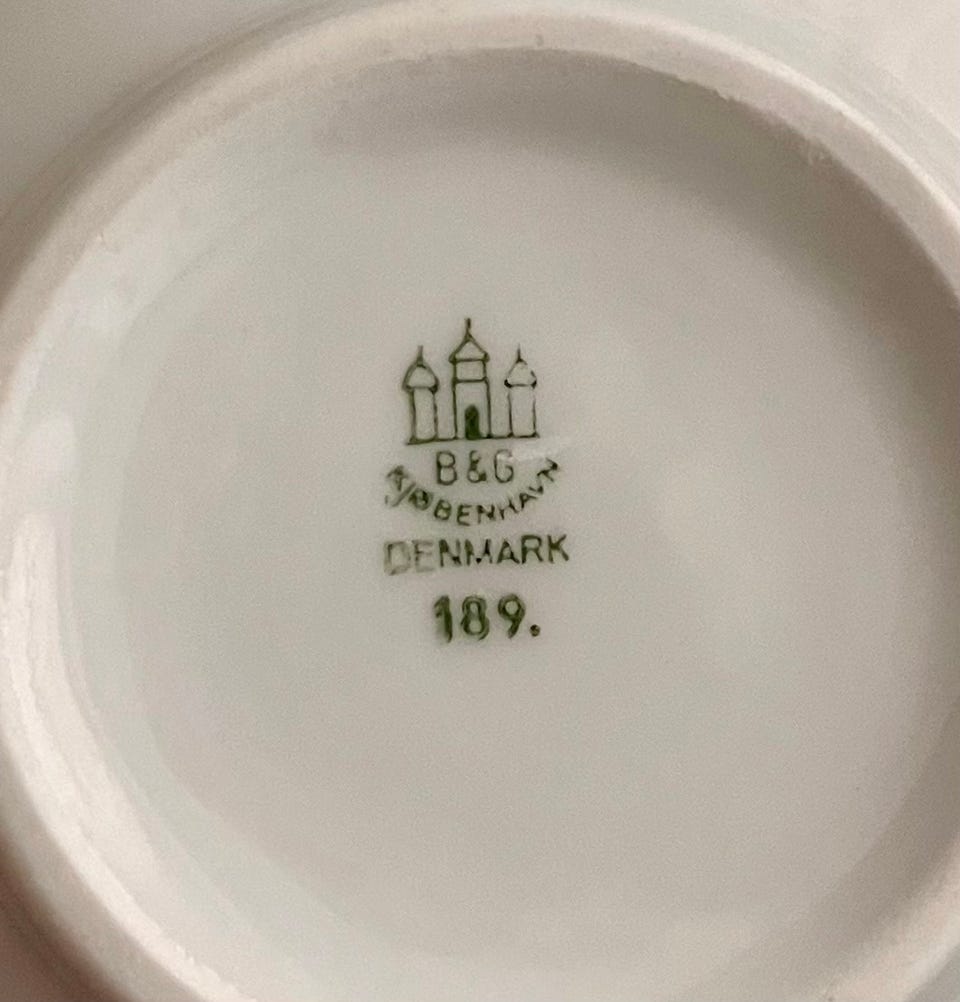 B&G
KJØBENHAVN
DENMARK
189.